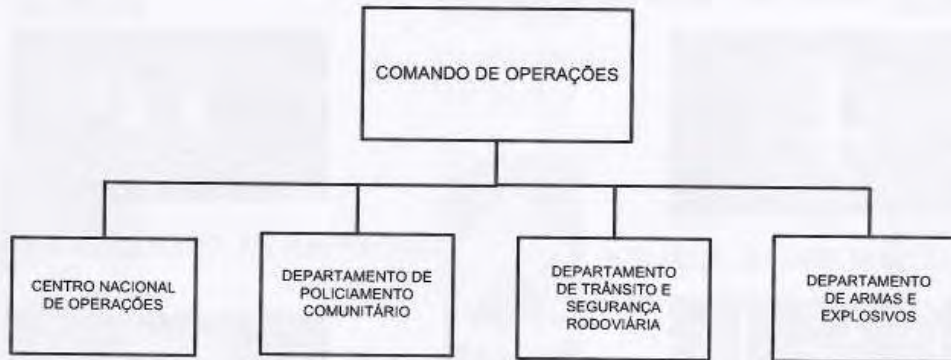 COMANDO DE OPERAÇÕES
CENTRO NACIONAL
DE OPERAÇÕES
DEPARTAMENTO DE
POLICIAMENTO
COMUNITÁRIO
DEPARTAMENTO
DE TRÂNSITO E
SEGURANÇA
RODOVIÁRIA
DEPARTAMENTO
DE ARMAS E
EXPLOSIVOS